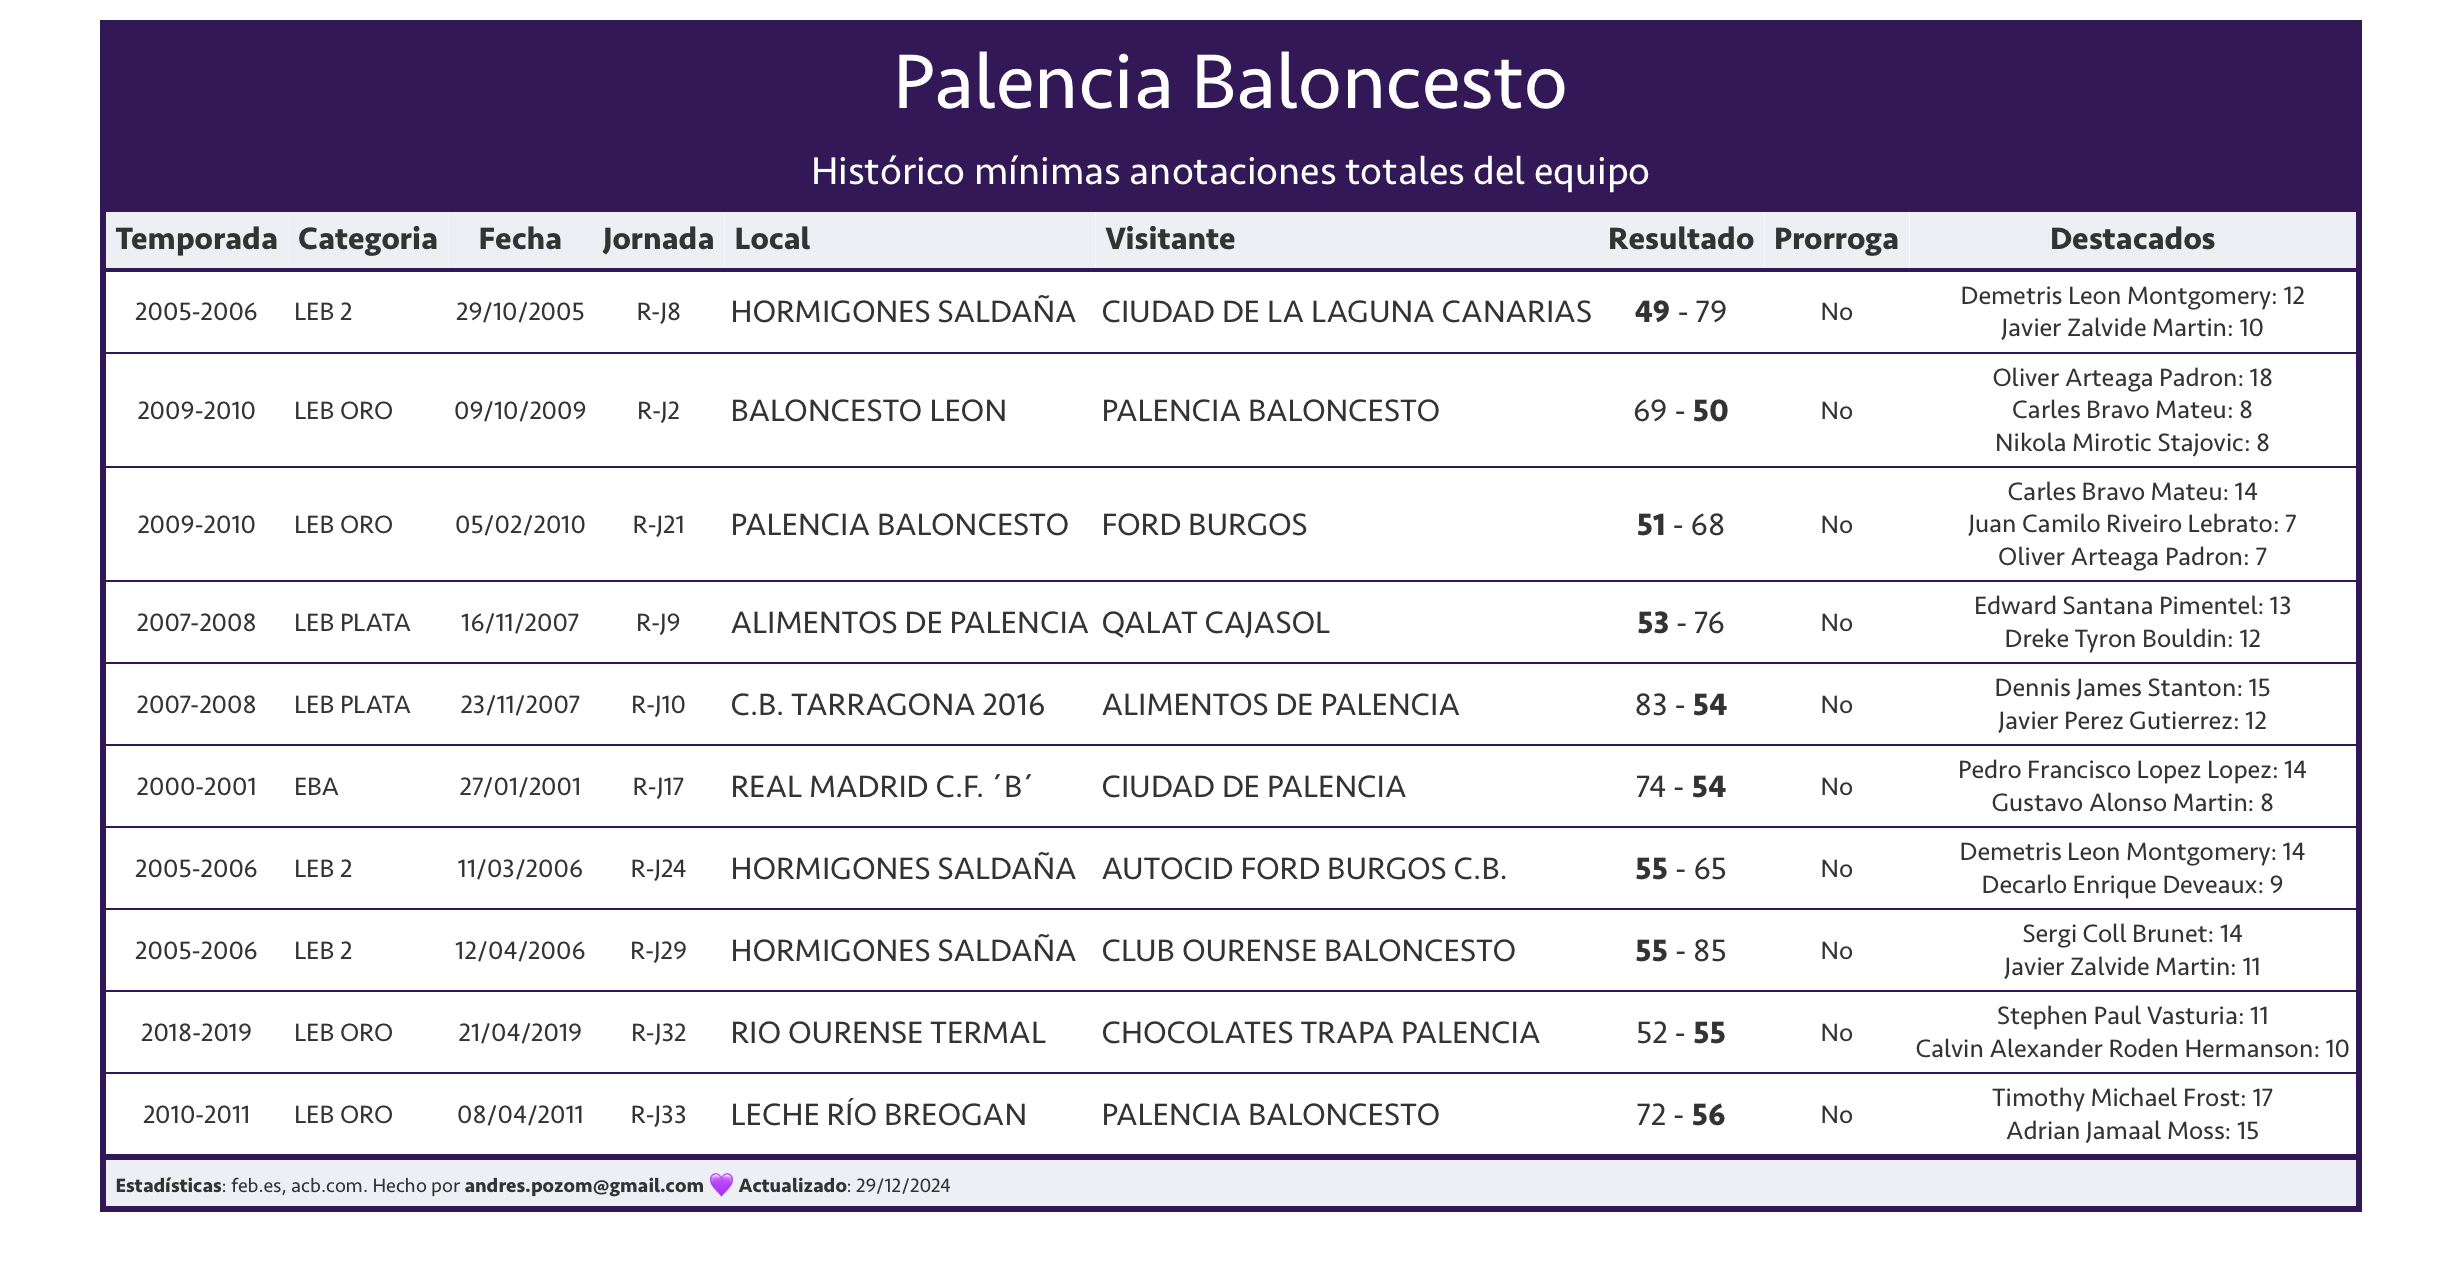 Palencia Baloncesto
Histórico mínimas anotaciones totales del equipo
Temporada Categoria Fecha Jornada Local Visitante Resultado Prorroga Destacados
2005-2006 LEB 2 29/10/2005 R-J8 HORMIGONES SALDAÑA CIUDAD DE LA LAGUNA CANARIAS 49 - 79 No Demetris Leon Montgomery: 12
Javier Zalvide Martin: 10
2009-2010 LEB ORO 09/10/2009 R-J2 BALONCESTO LEON PALENCIA BALONCESTO 69 - 50 No Oliver Arteaga Padron: 18
Carles Bravo Mateu: 8
Nikola Mirotic Stajovic: 8
2009-2010 LEB ORO 05/02/2010 R-J21 PALENCIA BALONCESTO FORD BURGOS 51 - 68 No Carles Bravo Mateu: 14
Juan Camilo Riveiro Lebrato: 7
Oliver Arteaga Padron: 7
2007-2008 LEB PLATA 16/11/2007 R-J9 ALIMENTOS DE PALENCIA QALAT CAJASOL 53 - 76 No Edward Santana Pimentel: 13
Dreke Tyron Bouldin: 12
2007-2008 LEB PLATA 23/11/2007 R-J10 C.B. TARRAGONA 2016 ALIMENTOS DE PALENCIA 83 - 54 No Dennis James Stanton: 15
Javier Perez Gutierrez: 12
2000-2001 EBA 27/01/2001 R-J17 REAL MADRID C.F. ´B´ CIUDAD DE PALENCIA 74 - 54 No Pedro Francisco Lopez Lopez: 14
Gustavo Alonso Martin: 8
2005-2006 LEB 2 11/03/2006 R-J24 HORMIGONES SALDAÑA AUTOCID FORD BURGOS C.B. 55 - 65 No Demetris Leon Montgomery: 14
Decarlo Enrique Deveaux: 9
2005-2006 LEB 2 12/04/2006 R-J29 HORMIGONES SALDAÑA CLUB OURENSE BALONCESTO 55 - 85 No Sergi Coll Brunet: 14
Javier Zalvide Martin: 11
2018-2019 LEB ORO 21/04/2019 R-J32 RIO OURENSE TERMAL CHOCOLATES TRAPA PALENCIA 52 - 55 No Stephen Paul Vasturia: 11
Calvin Alexander Roden Hermanson: 10
2010-2011 LEB ORO 08/04/2011 R-J33 LECHE RÍO BREOGAN PALENCIA BALONCESTO 72 - 56 No Timothy Michael Frost: 17
Adrian Jamaal Moss: 15
Estadísticas: feb.es, acb.com. Hecho por andres.pozom@gmail.com 💜 Actualizado: 29/12/2024